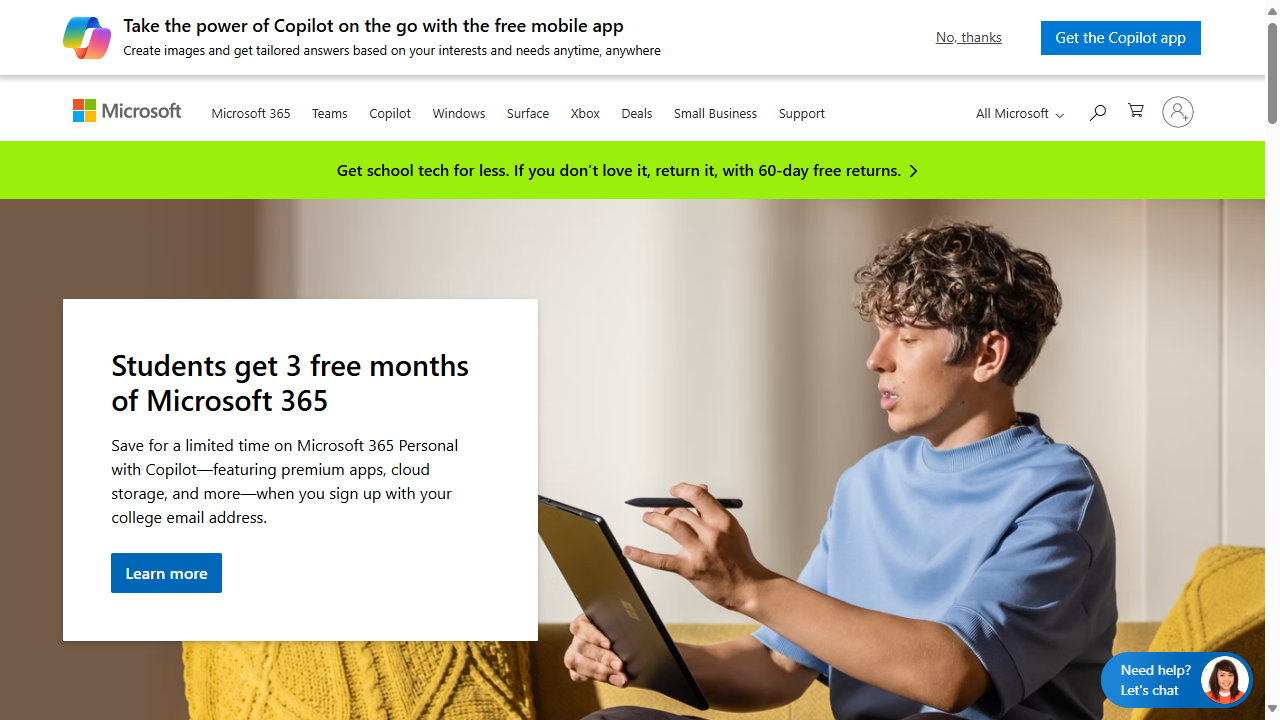 Take the power of Copilot on the go with the free mobile app
Create images and get tailored answers based on your interests and needs anytime, anywhere
No, thanks
Get the Copilot app
Microsoft
Microsoft 365
Teams
Copilot
Windows
Surface
Xbox
Deals
Small Business
Support
All Microsoft
Get school tech for less. If you don't love it, return it, with 60-day free returns.
Students get 3 free months
of Microsoft 365
Save for a limited time on Microsoft 365 Personal
with Copilot—featuring premium apps, cloud
storage, and more—when you sign up with your
college email address.
Learn more
Need help?
Let's chat